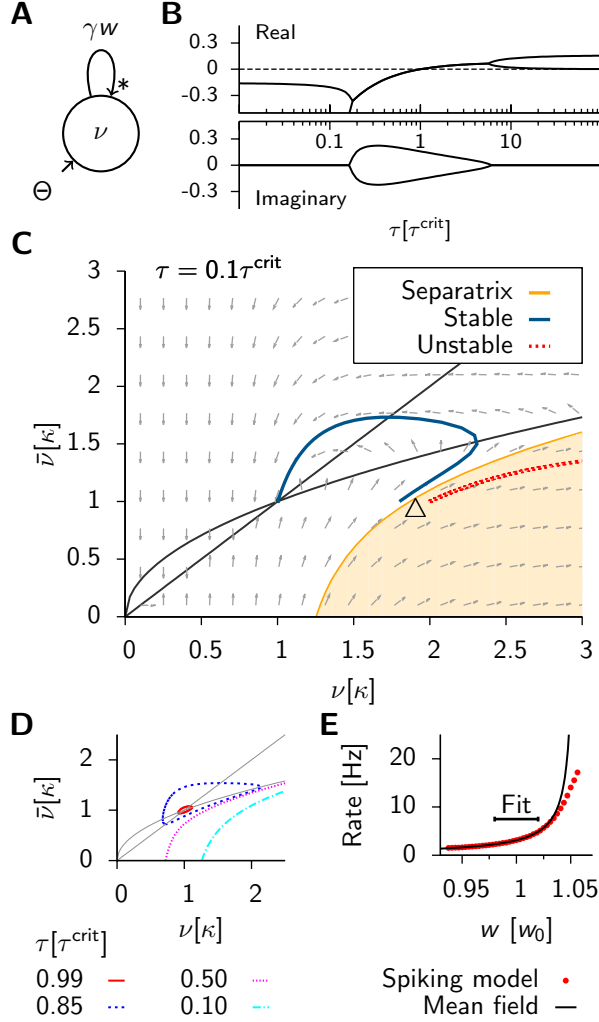 A
γw
*
ν
Θ
B
Real
0.3
0
-0.3
0.1 1 10
0.3
0
-0.3
Imaginary
τ[τ^crit]
C
τ = 0.1τ^crit
Separatrix
Stable
Unstable
3
2.5
2
1.5
1
0.5
0
ν̄[κ]
△
0 0.5 1 1.5 2 2.5 3
ν[κ]
D
2
1
0
ν̄[κ]
0 1 2
ν[κ]
τ[τ^crit]
0.99 0.50
0.85 0.10
E
20
10
0
Rate [Hz]
Fit
0.95 1 1.05
w [w₀]
Spiking model
Mean field